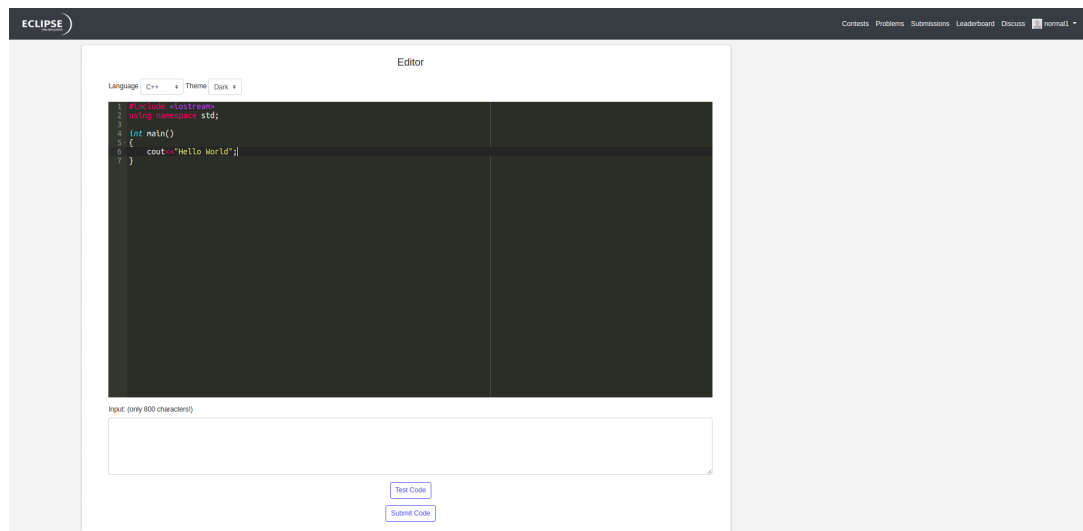 ECLIPSE
Contests Problems Submissions Leaderboard Discuss normal1
Editor
Language C++ Theme Dark
1 #include <iostream>
2 using namespace std;
3
4 int main()
5 {
6 cout<<"Hello World";
7 }
Input: (only 800 characters!)
Test Code
Submit Code